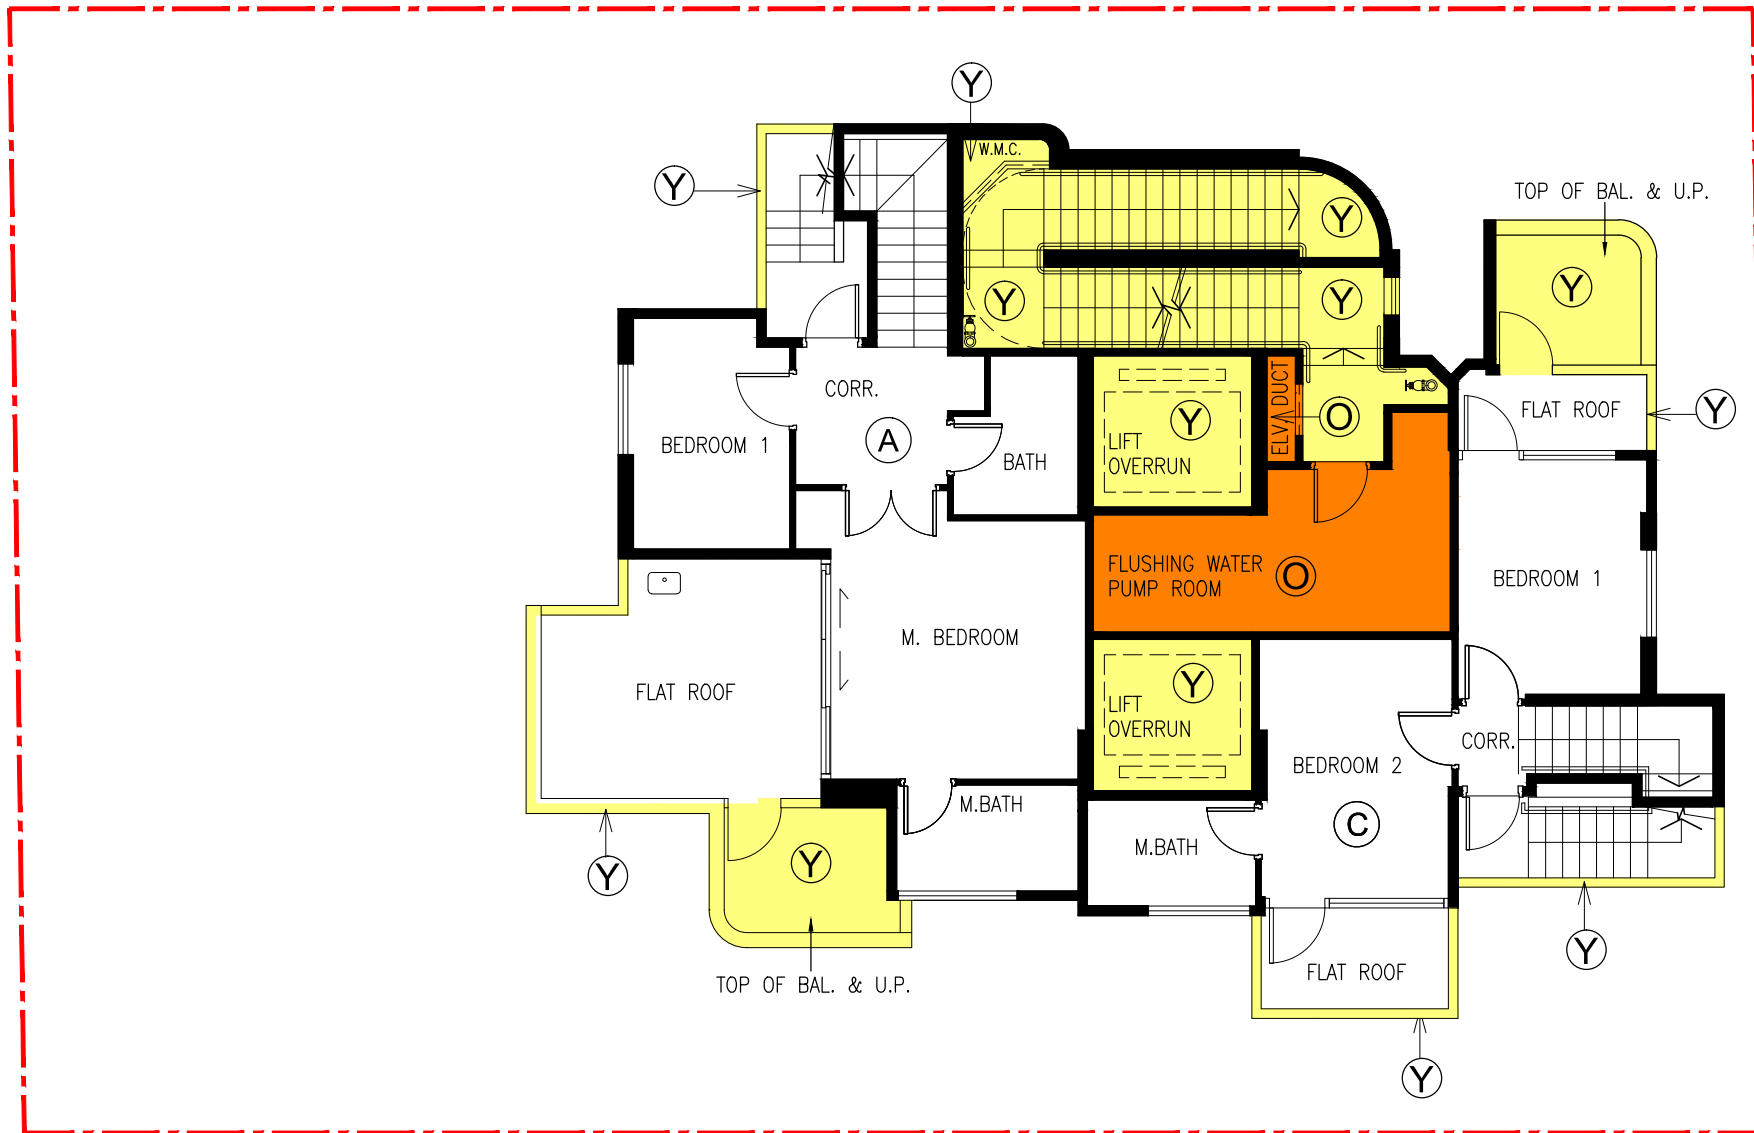 Y
W.M.C.
Y
TOP OF BAL. & U.P.
Y
Y
Y
Y
Y
CORR.
BEDROOM 1
A
BATH
LIFT
OVERRUN
Y
ELV DUCT
O
FLAT ROOF
Y
FLUSHING WATER
PUMP ROOM
O
BEDROOM 1
M. BEDROOM
FLAT ROOF
LIFT
OVERRUN
Y
CORR.
BEDROOM 2
M.BATH
C
M.BATH
Y
Y
Y
TOP OF BAL. & U.P.
FLAT ROOF
Y